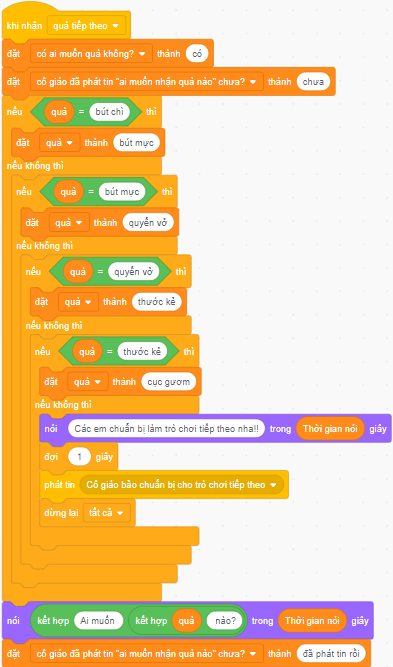 khi nhận quà tiếp theo
đặt có ai muốn quà không? thành có
đặt cô giáo đã phát tin "ai muốn nhận quà nào" chưa? thành chưa
nếu quà = bút chì thì
đặt quà thành bút mực
nếu không thì
nếu quà = bút mực thì
đặt quà thành quyển vở
nếu không thì
nếu quà = quyển vở thì
đặt quà thành thước kẻ
nếu không thì
nếu quà = thước kẻ thì
đặt quà thành cục gươm
nếu không thì
nói Các em chuẩn bị làm trò chơi tiếp theo nha!! trong Thời gian nói giây
đợi 1 giây
phát tin Cô giáo bảo chuẩn bị cho trò chơi tiếp theo
dừng lại tất cả
nói kết hợp Ai muốn kết hợp quà nào? trong Thời gian nói giây
đặt cô giáo đã phát tin "ai muốn nhận quà nào" chưa? thành đã phát tin rồi